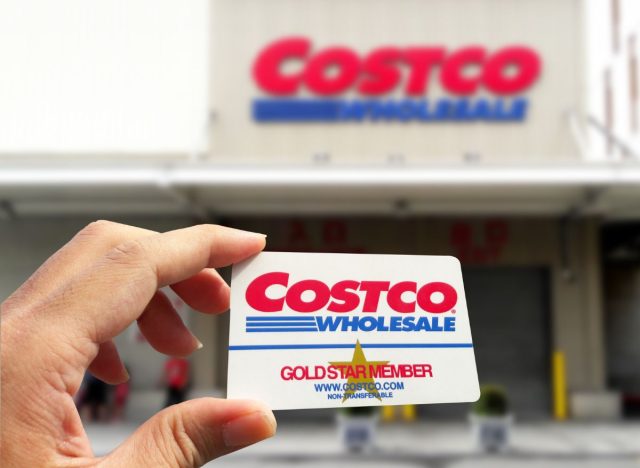 COSTCO
WHOLESALE
COSTCO®
WHOLESALE
GOLD STAR MEMBER
WWW.COSTCO.COM
NON-TRANSFERABLE